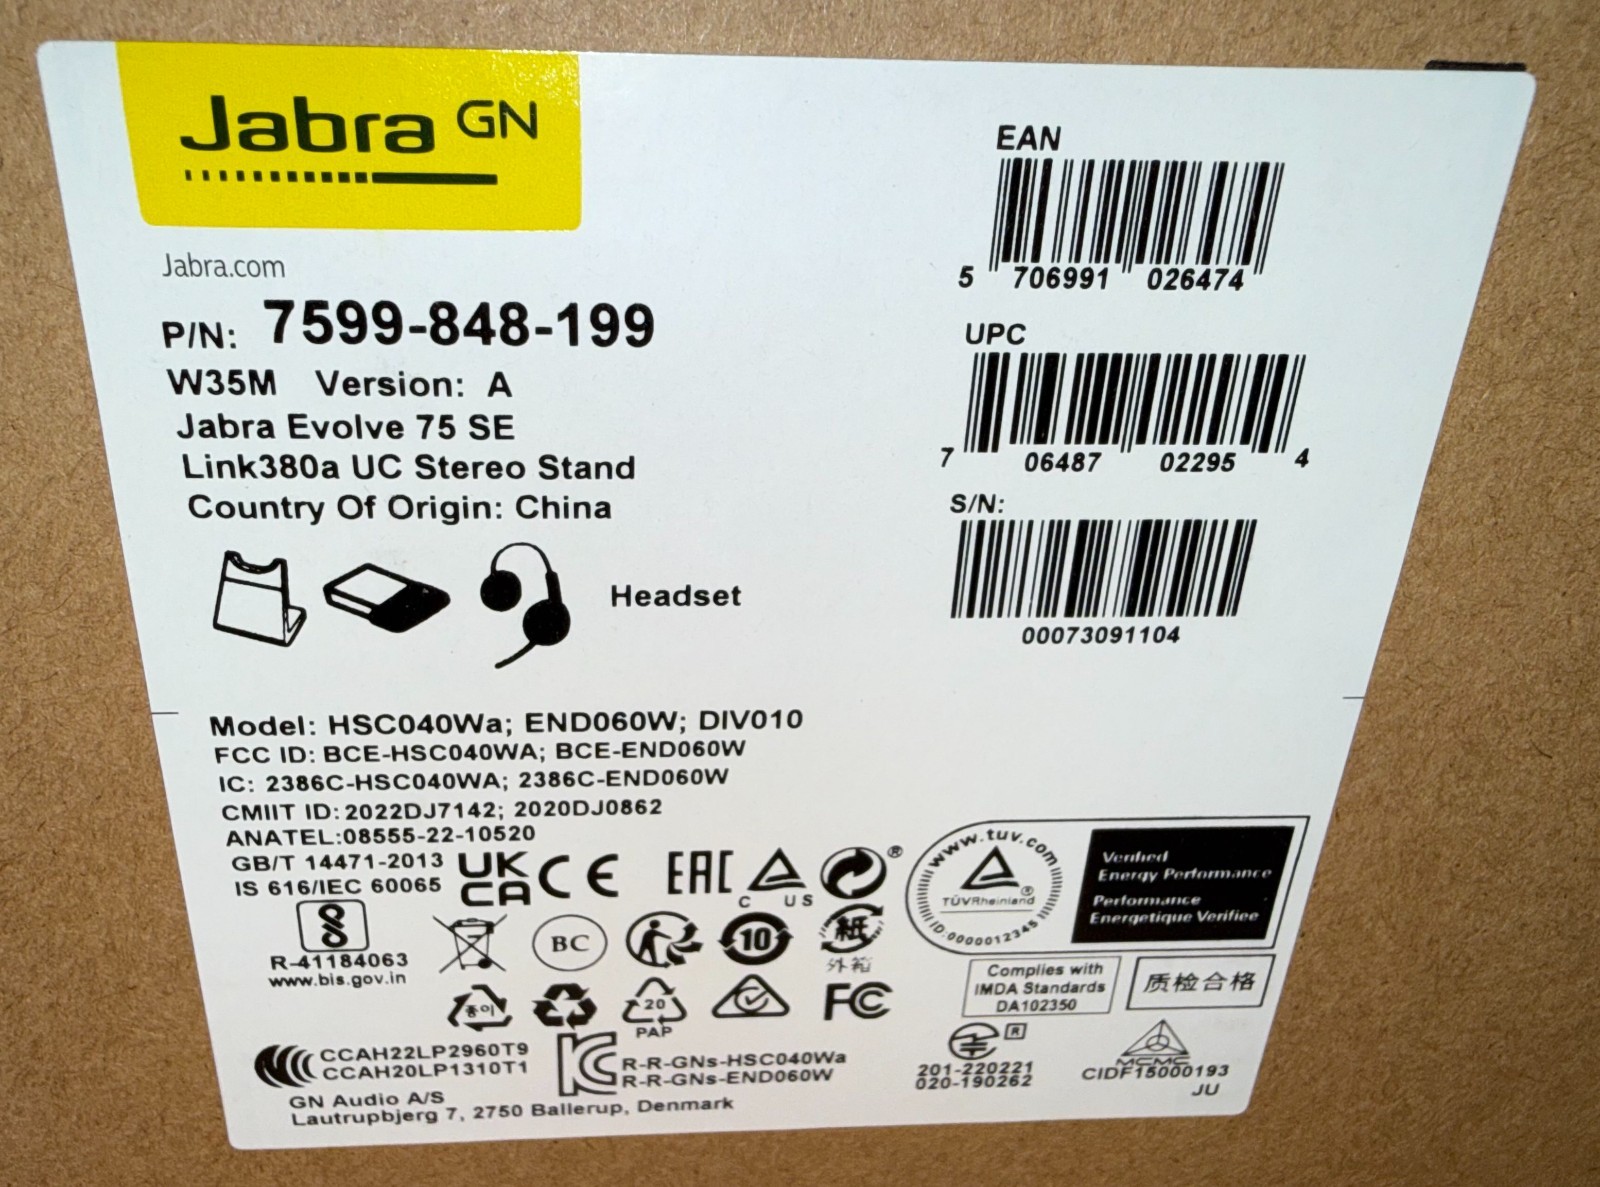 Jabra GN
Jabra.com
P/N: 7599-848-199
W35M Version: A
Jabra Evolve 75 SE
Link380a UC Stereo Stand
Country Of Origin: China
Headset
EAN
5 706991 026474
UPC
7 06487 02295 4
S/N:
00073091104
Model: HSC040Wa; END060W; DIV010
FCC ID: BCE-HSC040WA; BCE-END060W
IC: 2386C-HSC040WA; 2386C-END060W
CMIIT ID: 2022DJ7142; 2020DJ0862
ANATEL:08555-22-10520
GB/T 14471-2013
IS 616/IEC 60065
UK
CA
CE
EAC
C US
®
R-41184063
www.bis.gov.in
BC
10
紙
外箱
종이
20
PAP
FC
www.tuv.com
TÜVRheinland
®
ID:0000012345
Verified
Energy Performance
Performance
Energetique Verifiee
Complies with
IMDA Standards
DA102350
质检合格
CCAH22LP2960T9
CCAH20LP1310T1
KC
R-R-GNs-HSC040Wa
R-R-GNs-END060W
R
201-220221
020-190262
MCMC
CIDF15000193
JU
GN Audio A/S
Lautrupbjerg 7, 2750 Ballerup, Denmark